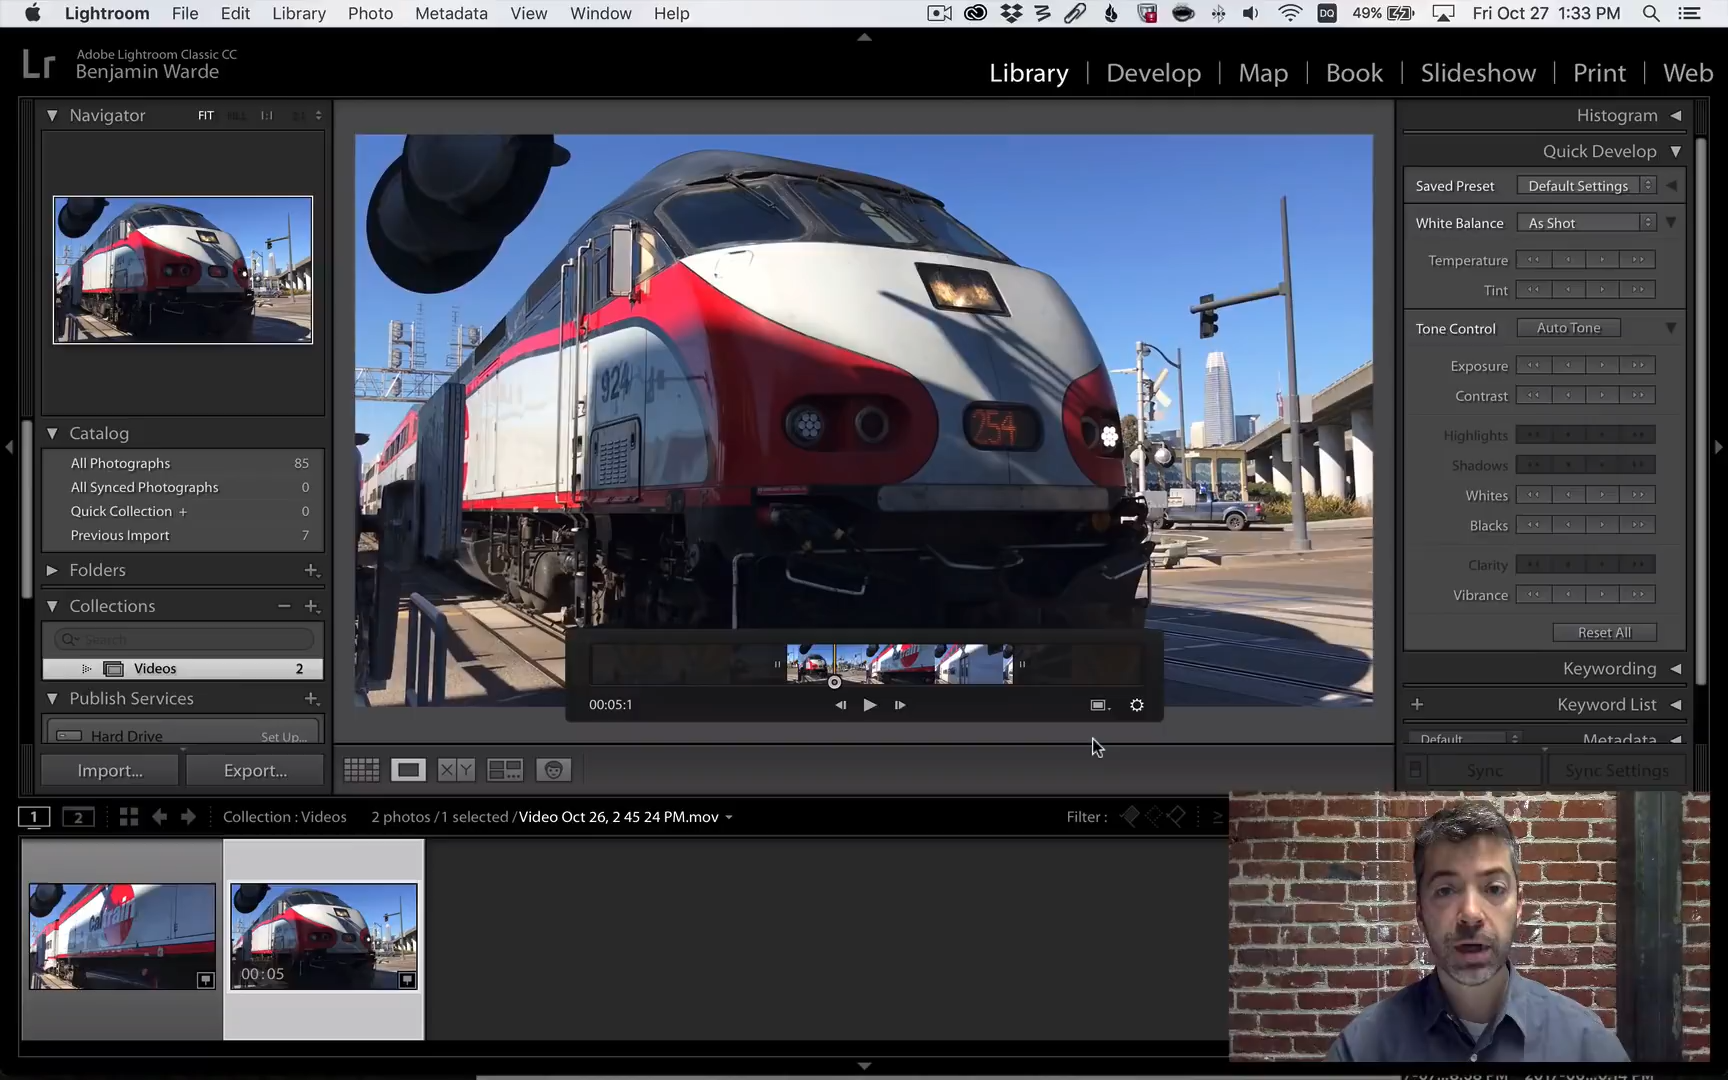 Lightroom File Edit Library Photo Metadata View Window Help
DQ 49% Fri Oct 27 1:33 PM
Lr Adobe Lightroom Classic CC
Benjamin Warde
Library | Develop | Map | Book | Slideshow | Print | Web
Navigator FIT 1:1
Catalog
All Photographs 85
All Synced Photographs 0
Quick Collection + 0
Previous Import 7
Folders
Collections
Search
Videos 2
Publish Services
Hard Drive Set Up...
Import... Export...
924
254
00:05:1
Histogram
Quick Develop
Saved Preset Default Settings
White Balance As Shot
Temperature
Tint
Tone Control Auto Tone
Exposure
Contrast
Highlights
Shadows
Whites
Blacks
Clarity
Vibrance
Reset All
Keywording
Keyword List
Default Metadata
Sync Sync Settings
XY
1 2 Collection : Videos 2 photos / 1 selected / Video Oct 26, 2 45 24 PM.mov Filter :
Caltrain
00:05